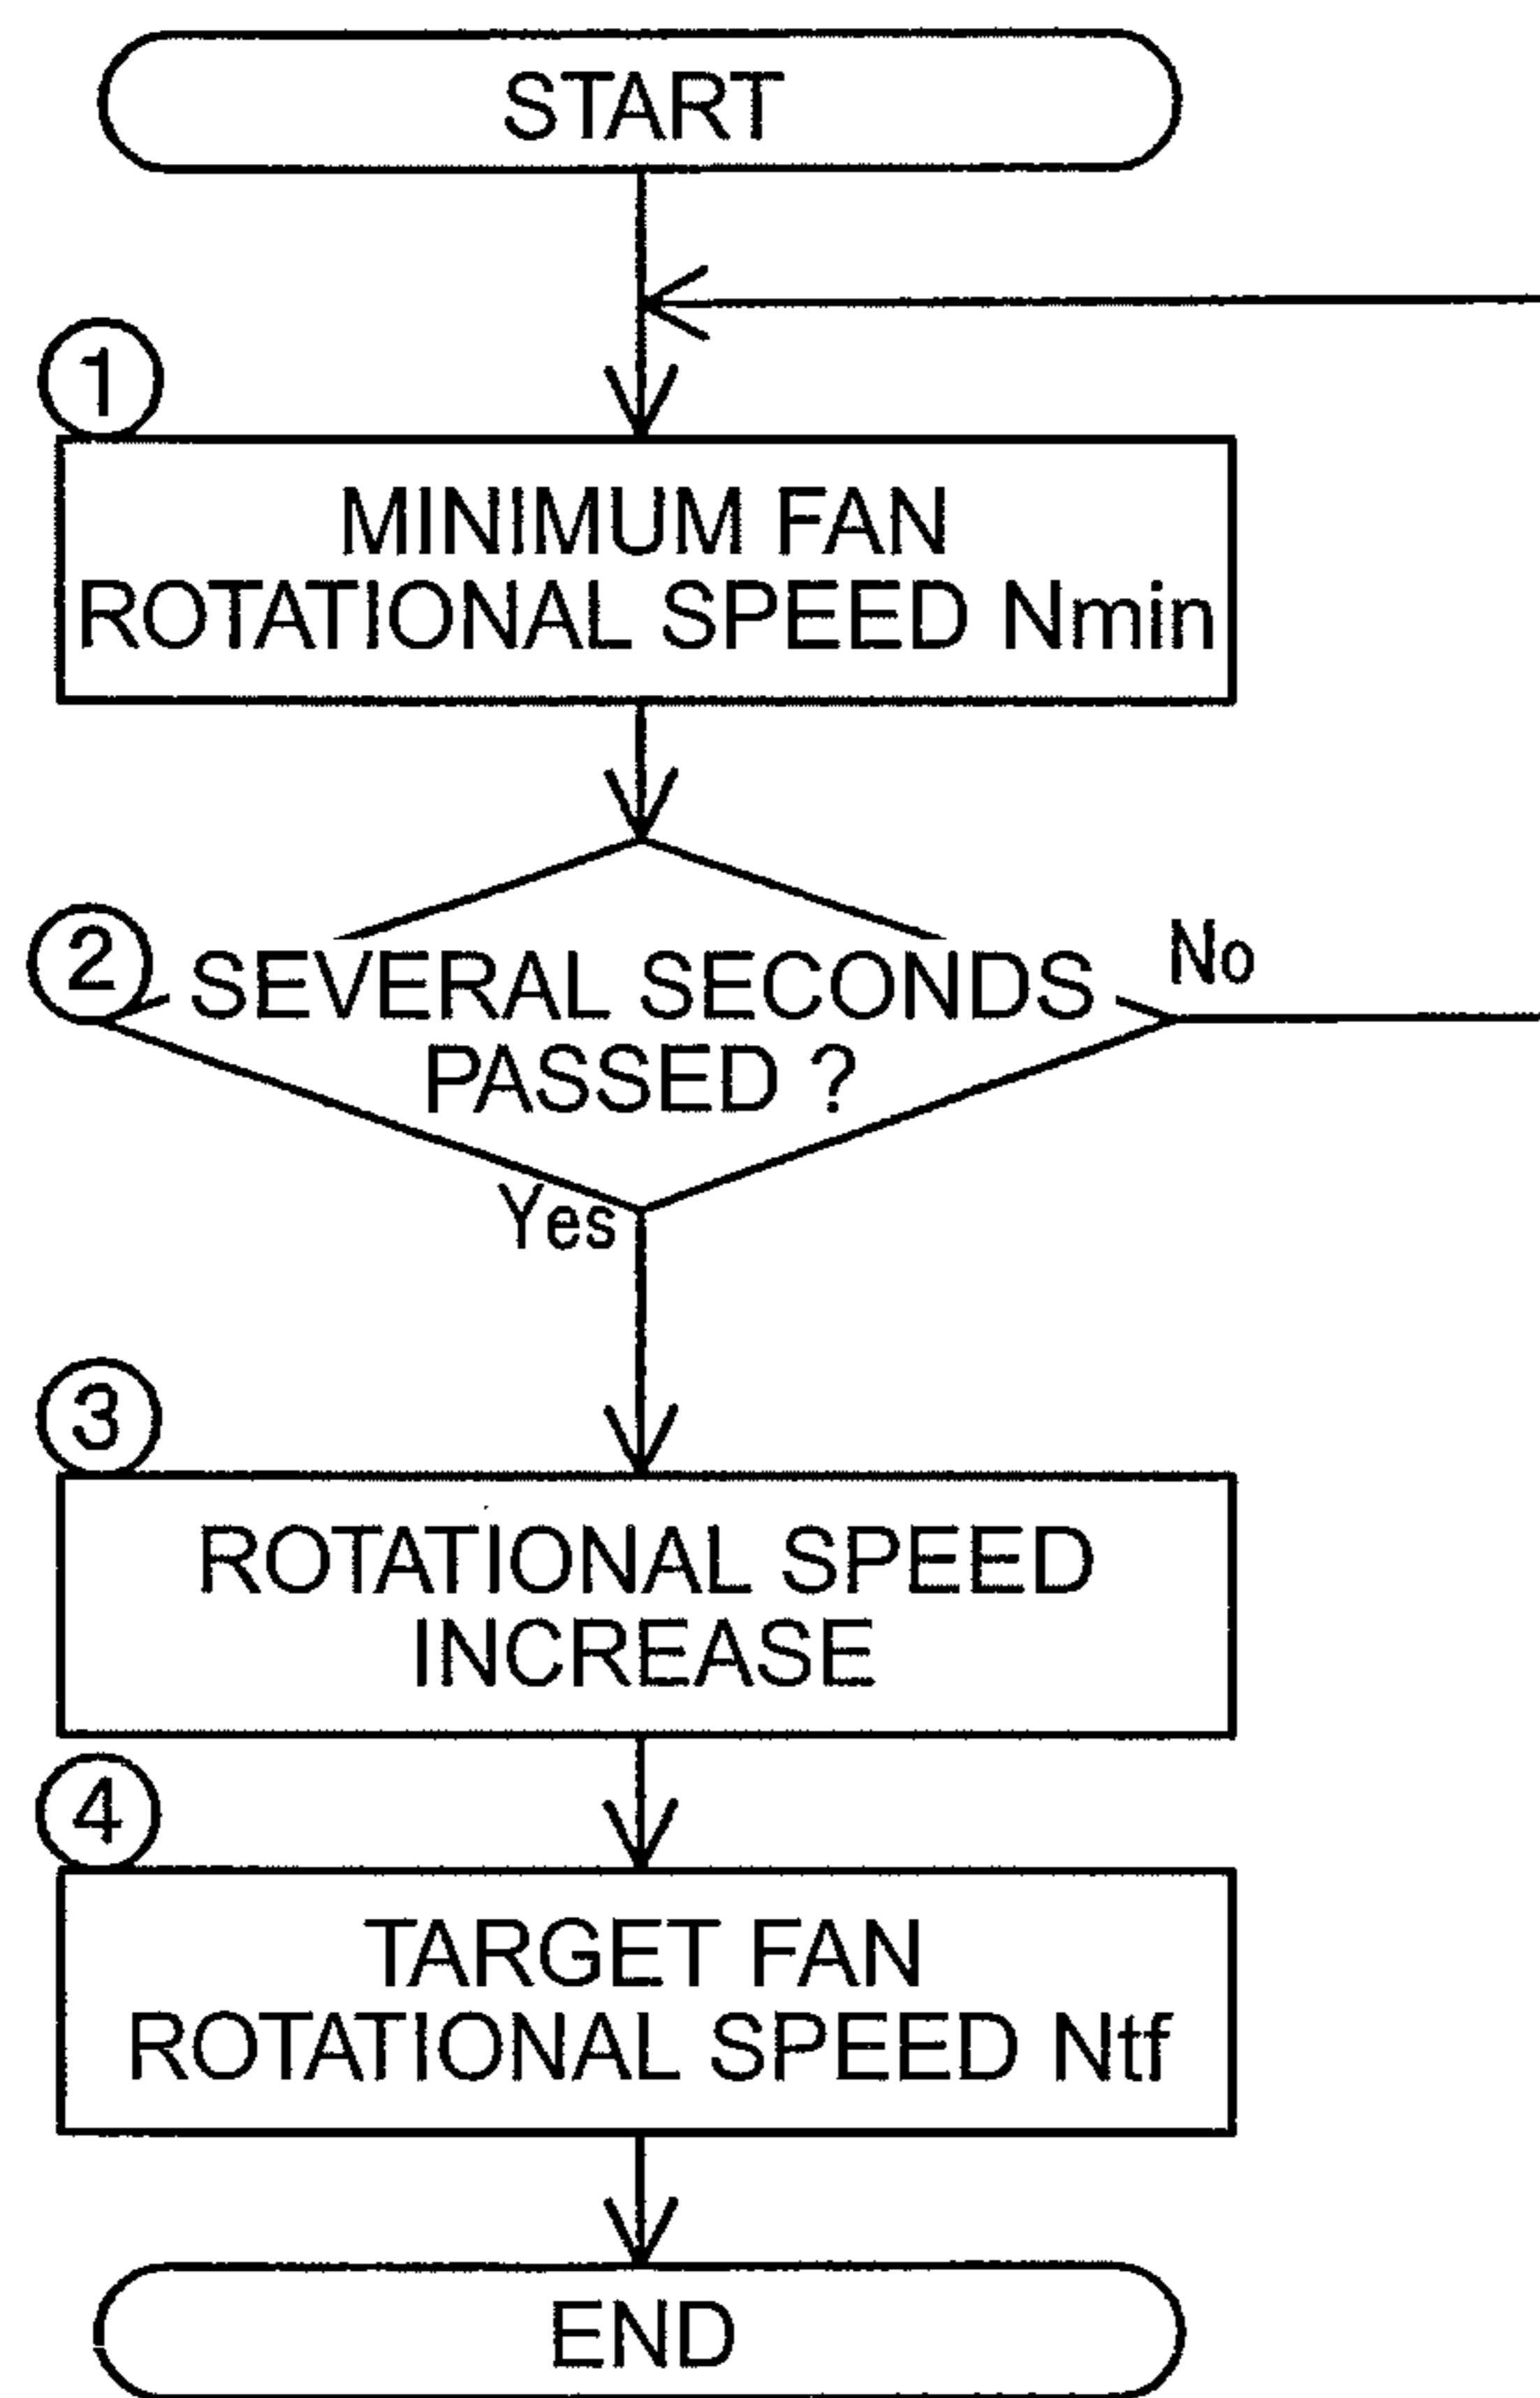 START
1
MINIMUM FAN
ROTATIONAL SPEED Nmin
2
SEVERAL SECONDS
PASSED ?
No
Yes
3
ROTATIONAL SPEED
INCREASE
4
TARGET FAN
ROTATIONAL SPEED Ntf
END